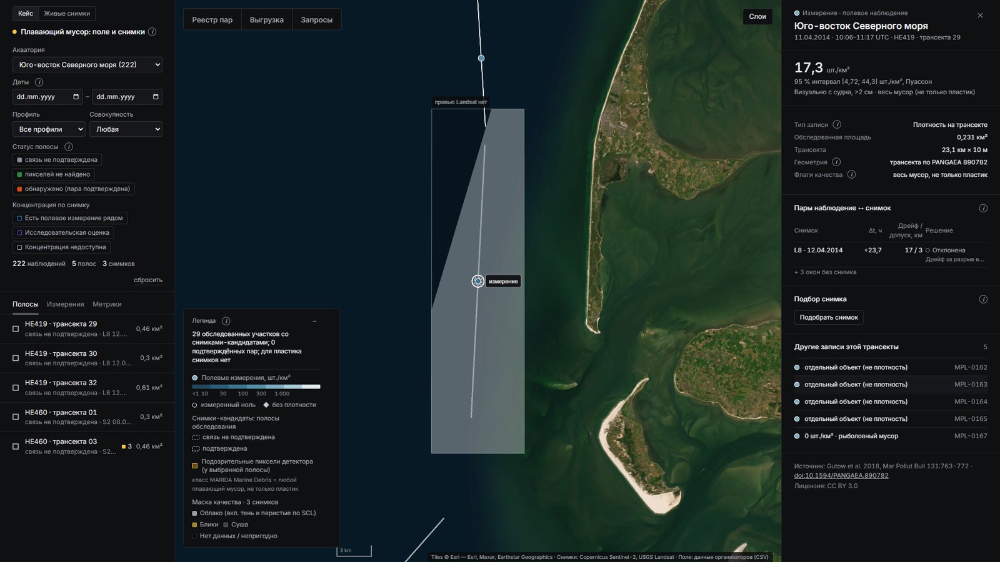 Кейс
Живые снимки
Плавающий мусор: поле и снимки
Акватория
Юго-восток Северного моря (222)
Даты
dd.mm.yyyy – dd.mm.yyyy
Профиль
Совокупность
Все профили
Любая
Статус полосы
связь не подтверждена
пикселей не найдено
обнаружено (пара подтверждена)
Концентрация по снимку
Есть полевое измерение рядом
Исследовательская оценка
Концентрация недоступна
222 наблюдений 5 полос 3 снимков
сбросить
Полосы Измерения Метрики
HE419 · трансекта 29
связь не подтверждена · L8 12....
0,46 км²
HE419 · трансекта 30
связь не подтверждена · L8 12.0...
0,3 км²
HE419 · трансекта 32
связь не подтверждена · L8 12....
0,61 км²
HE460 · трансекта 01
связь не подтверждена · S2 08.0...
0,3 км²
HE460 · трансекта 03
связь не подтверждена · S2...
3 0,46 км²
Реестр пар
Выгрузка
Запросы
Слои
превью Landsat нет
измерение
Легенда
–
29 обследованных участков со
снимками-кандидатами; 0
подтверждённых пар; для пластика
снимков нет
Полевые измерения, шт./км²
<1 10 30 100 300 1 000
измеренный ноль
без плотности
Снимки-кандидаты: полосы
обследования
связь не подтверждена
подтверждена
Подозрительные пиксели детектора
(у выбранной полосы)
класс MARIDA Marine Debris = любой
плавающий мусор, не только пластик
Маска качества · 3 снимков
Облако (вкл. тень и перистые по SCL)
Блики
Суша
Нет данных / непригодно
3 km
Tiles © Esri — Esri, Maxar, Earthstar Geographics · Снимки: Copernicus Sentinel-2, USGS Landsat · Поле: данные организаторов (CSV)
Измерение · полевое наблюдение
Юго-восток Северного моря
11.04.2014 · 10:06–11:17 UTC · HE419 · трансекта 29
17,3 шт./км²
95 % интервал [4,72; 44,3] шт./км², Пуассон
Визуально с судна, >2 см · весь мусор (не только пластик)
Тип записи Плотность на трансекте
Обследованная площадь 0,231 км²
Трансекта 23,1 км × 10 м
Геометрия трансекта по PANGAEA 890782
Флаги качества весь мусор, не только пластик
Пары наблюдение ↔ снимок
Снимок Δt, ч Дрейф / допуск, км Решение
L8 · 12.04.2014 +23,7 17 / 3 Отклонена
Дрейф за разрыв в...
+ 3 окон без снимка
Подбор снимка
Подобрать снимок
Другие записи этой трансекты 5
отдельный объект (не плотность) MPL-0162
отдельный объект (не плотность) MPL-0163
отдельный объект (не плотность) MPL-0164
отдельный объект (не плотность) MPL-0165
0 шт./км² · рыболовный мусор MPL-0167
Источник: Gutow et al. 2018, Mar Pollut Bull 131:763-772 ·
doi:10.1594/PANGAEA.890782
Лицензия: CC BY 3.0